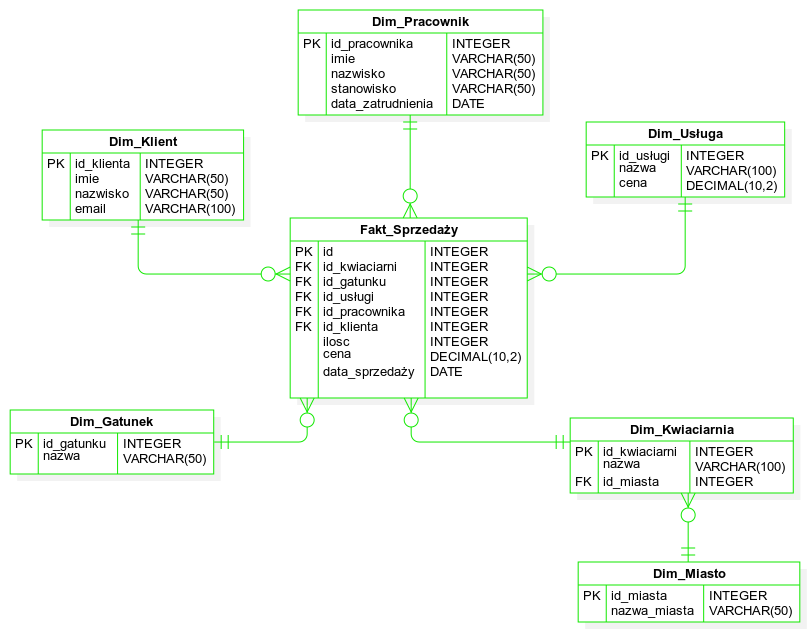 Dim_Pracownik
PK id_pracownika INTEGER
imie VARCHAR(50)
nazwisko VARCHAR(50)
stanowisko VARCHAR(50)
data_zatrudnienia DATE
Dim_Klient
PK id_klienta INTEGER
imie VARCHAR(50)
nazwisko VARCHAR(50)
email VARCHAR(100)
Dim_Usługa
PK id_usługi INTEGER
nazwa VARCHAR(100)
cena DECIMAL(10,2)
Fakt_Sprzedaży
PK id INTEGER
FK id_kwiaciarni INTEGER
FK id_gatunku INTEGER
FK id_usługi INTEGER
FK id_pracownika INTEGER
FK id_klienta INTEGER
ilosc INTEGER
cena DECIMAL(10,2)
data_sprzedaży DATE
Dim_Gatunek
PK id_gatunku INTEGER
nazwa VARCHAR(50)
Dim_Kwiaciarnia
PK id_kwiaciarni INTEGER
nazwa VARCHAR(100)
FK id_miasta INTEGER
Dim_Miasto
PK id_miasta INTEGER
nazwa_miasta VARCHAR(50)